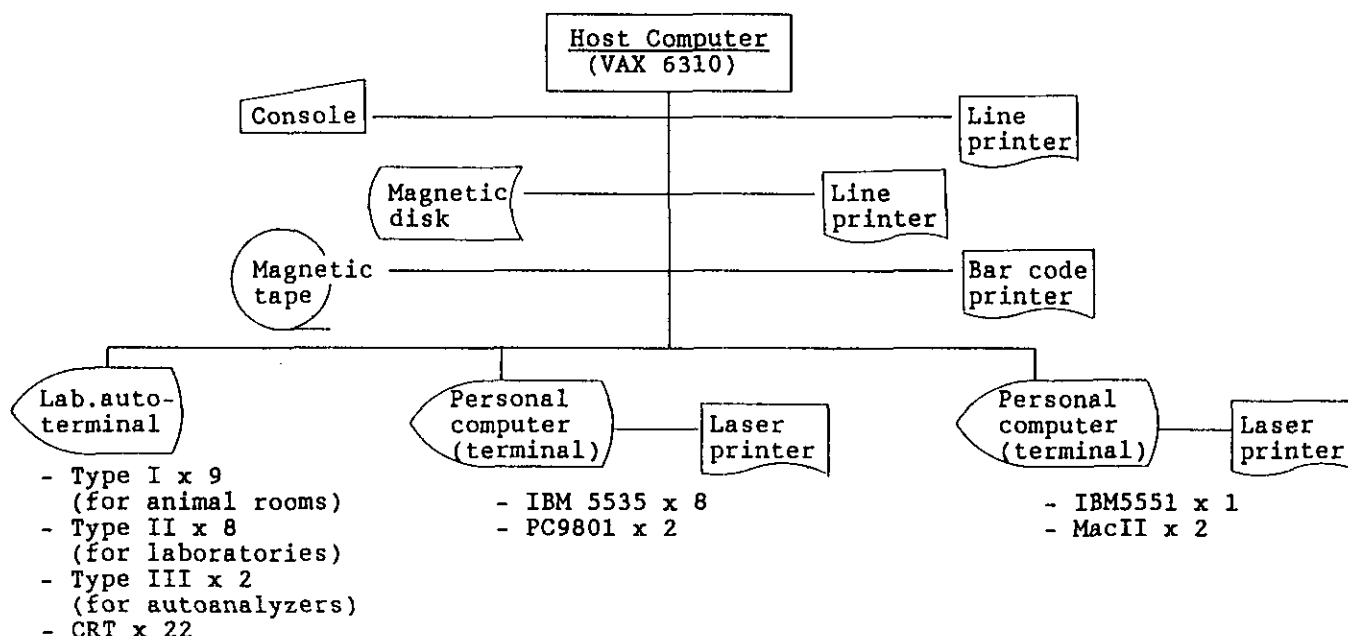 Host Computer
(VAX 6310)
Console
Line
printer
Magnetic
disk
Line
printer
Magnetic
tape
Bar code
printer
Lab.auto-
terminal
- Type I x 9
(for animal rooms)
- Type II x 8
(for laboratories)
- Type III x 2
(for autoanalyzers)
- CRT x 22
Personal
computer
(terminal)
Laser
printer
- IBM 5535 x 8
- PC9801 x 2
Personal
computer
(terminal)
Laser
printer
- IBM5551 x 1
- MacII x 2